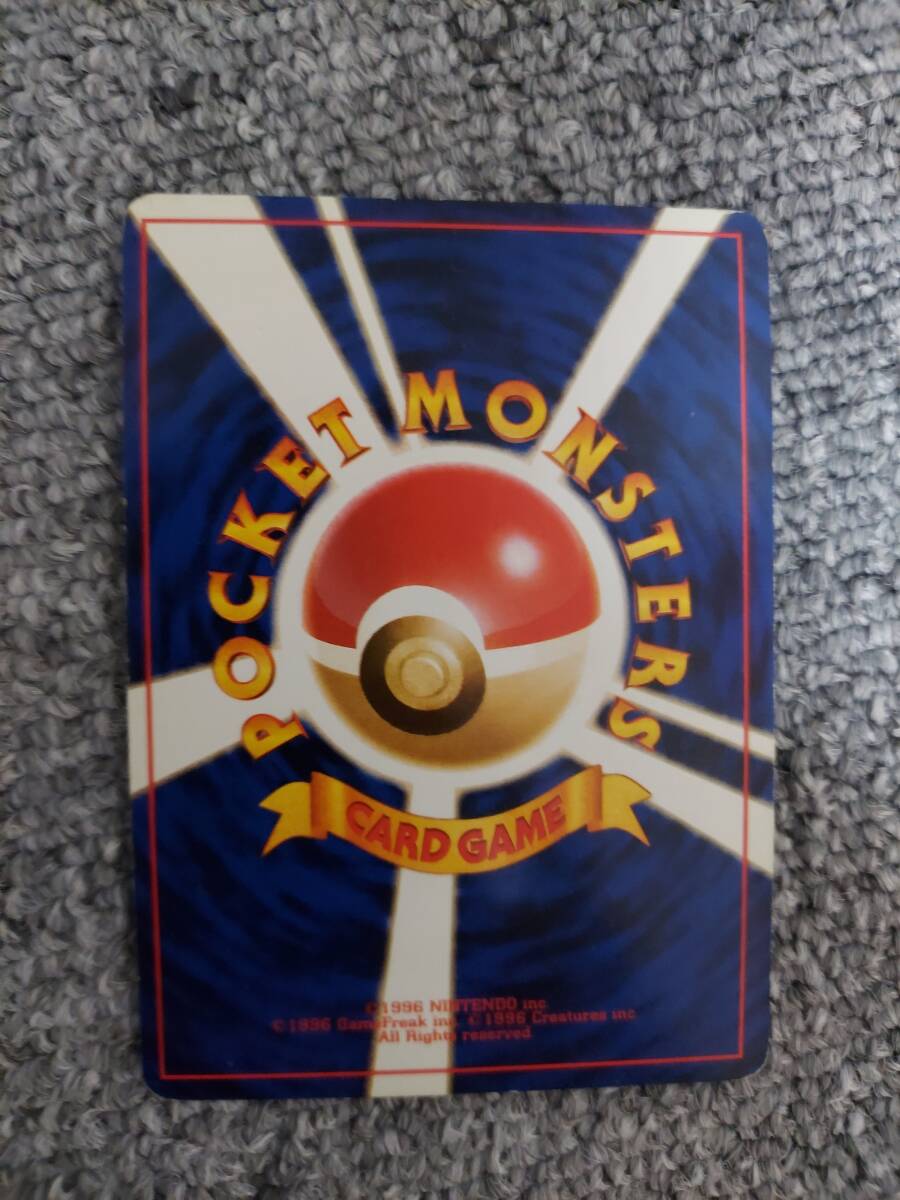 POCKET MONSTERS
CARD GAME
©1996 NINTENDO inc.
©1996 GameFreak inc. ©1996 Creatures inc.
All Rights reserved